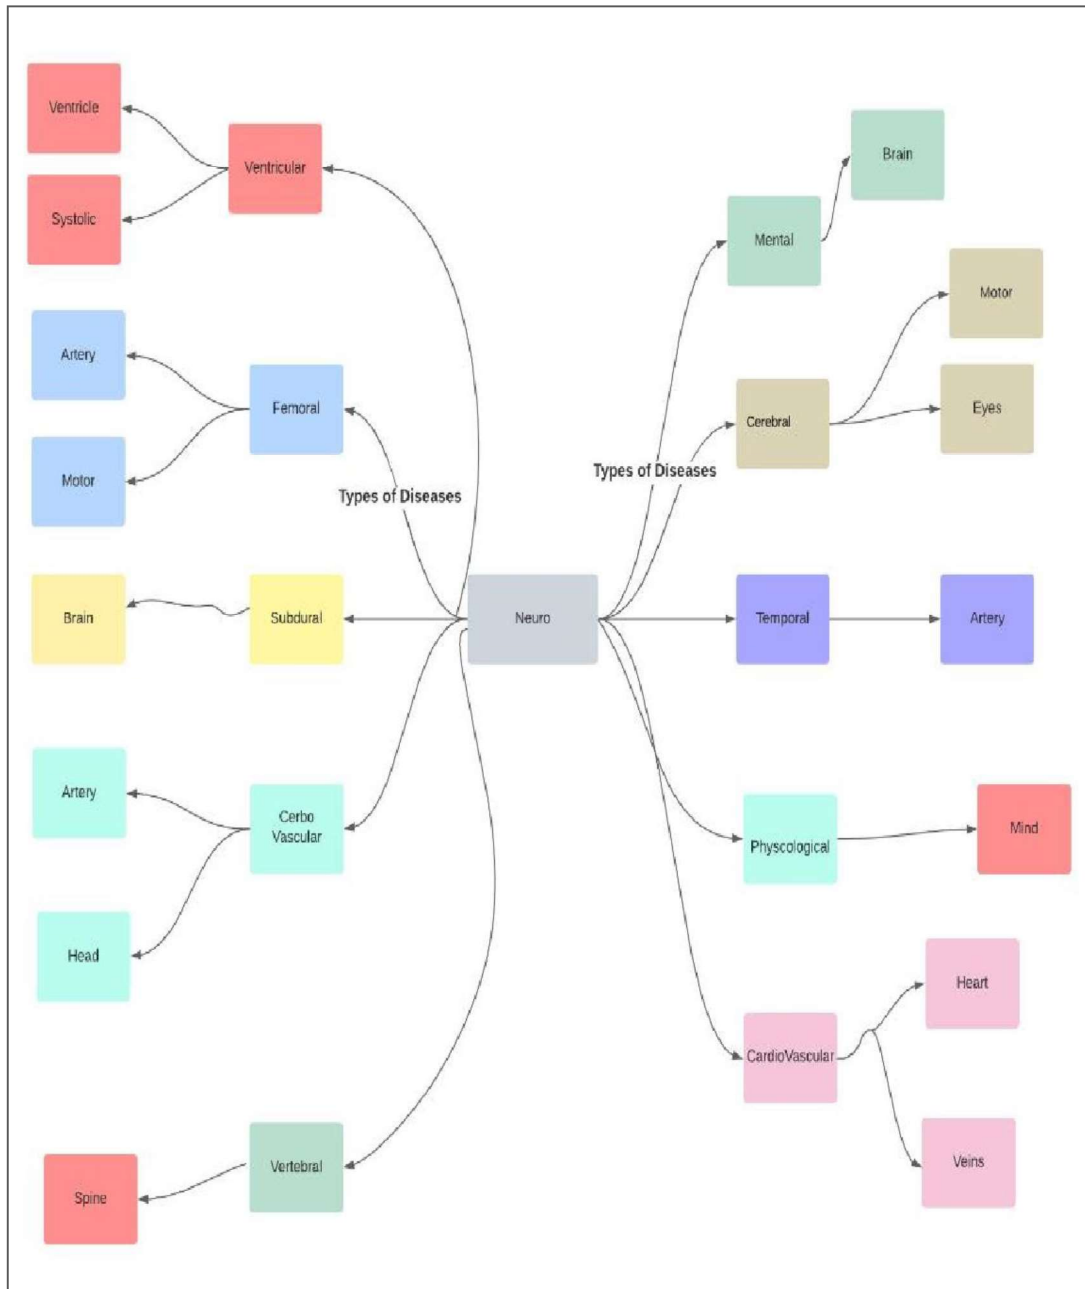 Ventricle
Ventricular
Systolic
Artery
Femoral
Motor
Types of Diseases
Brain
Subdural
Neuro
Artery
Cerbo
Vascular
Head
Vertebral
Spine
Brain
Mental
Motor
Cerebral
Eyes
Types of Diseases
Temporal
Artery
Physcological
Mind
Heart
CardioVascular
Veins